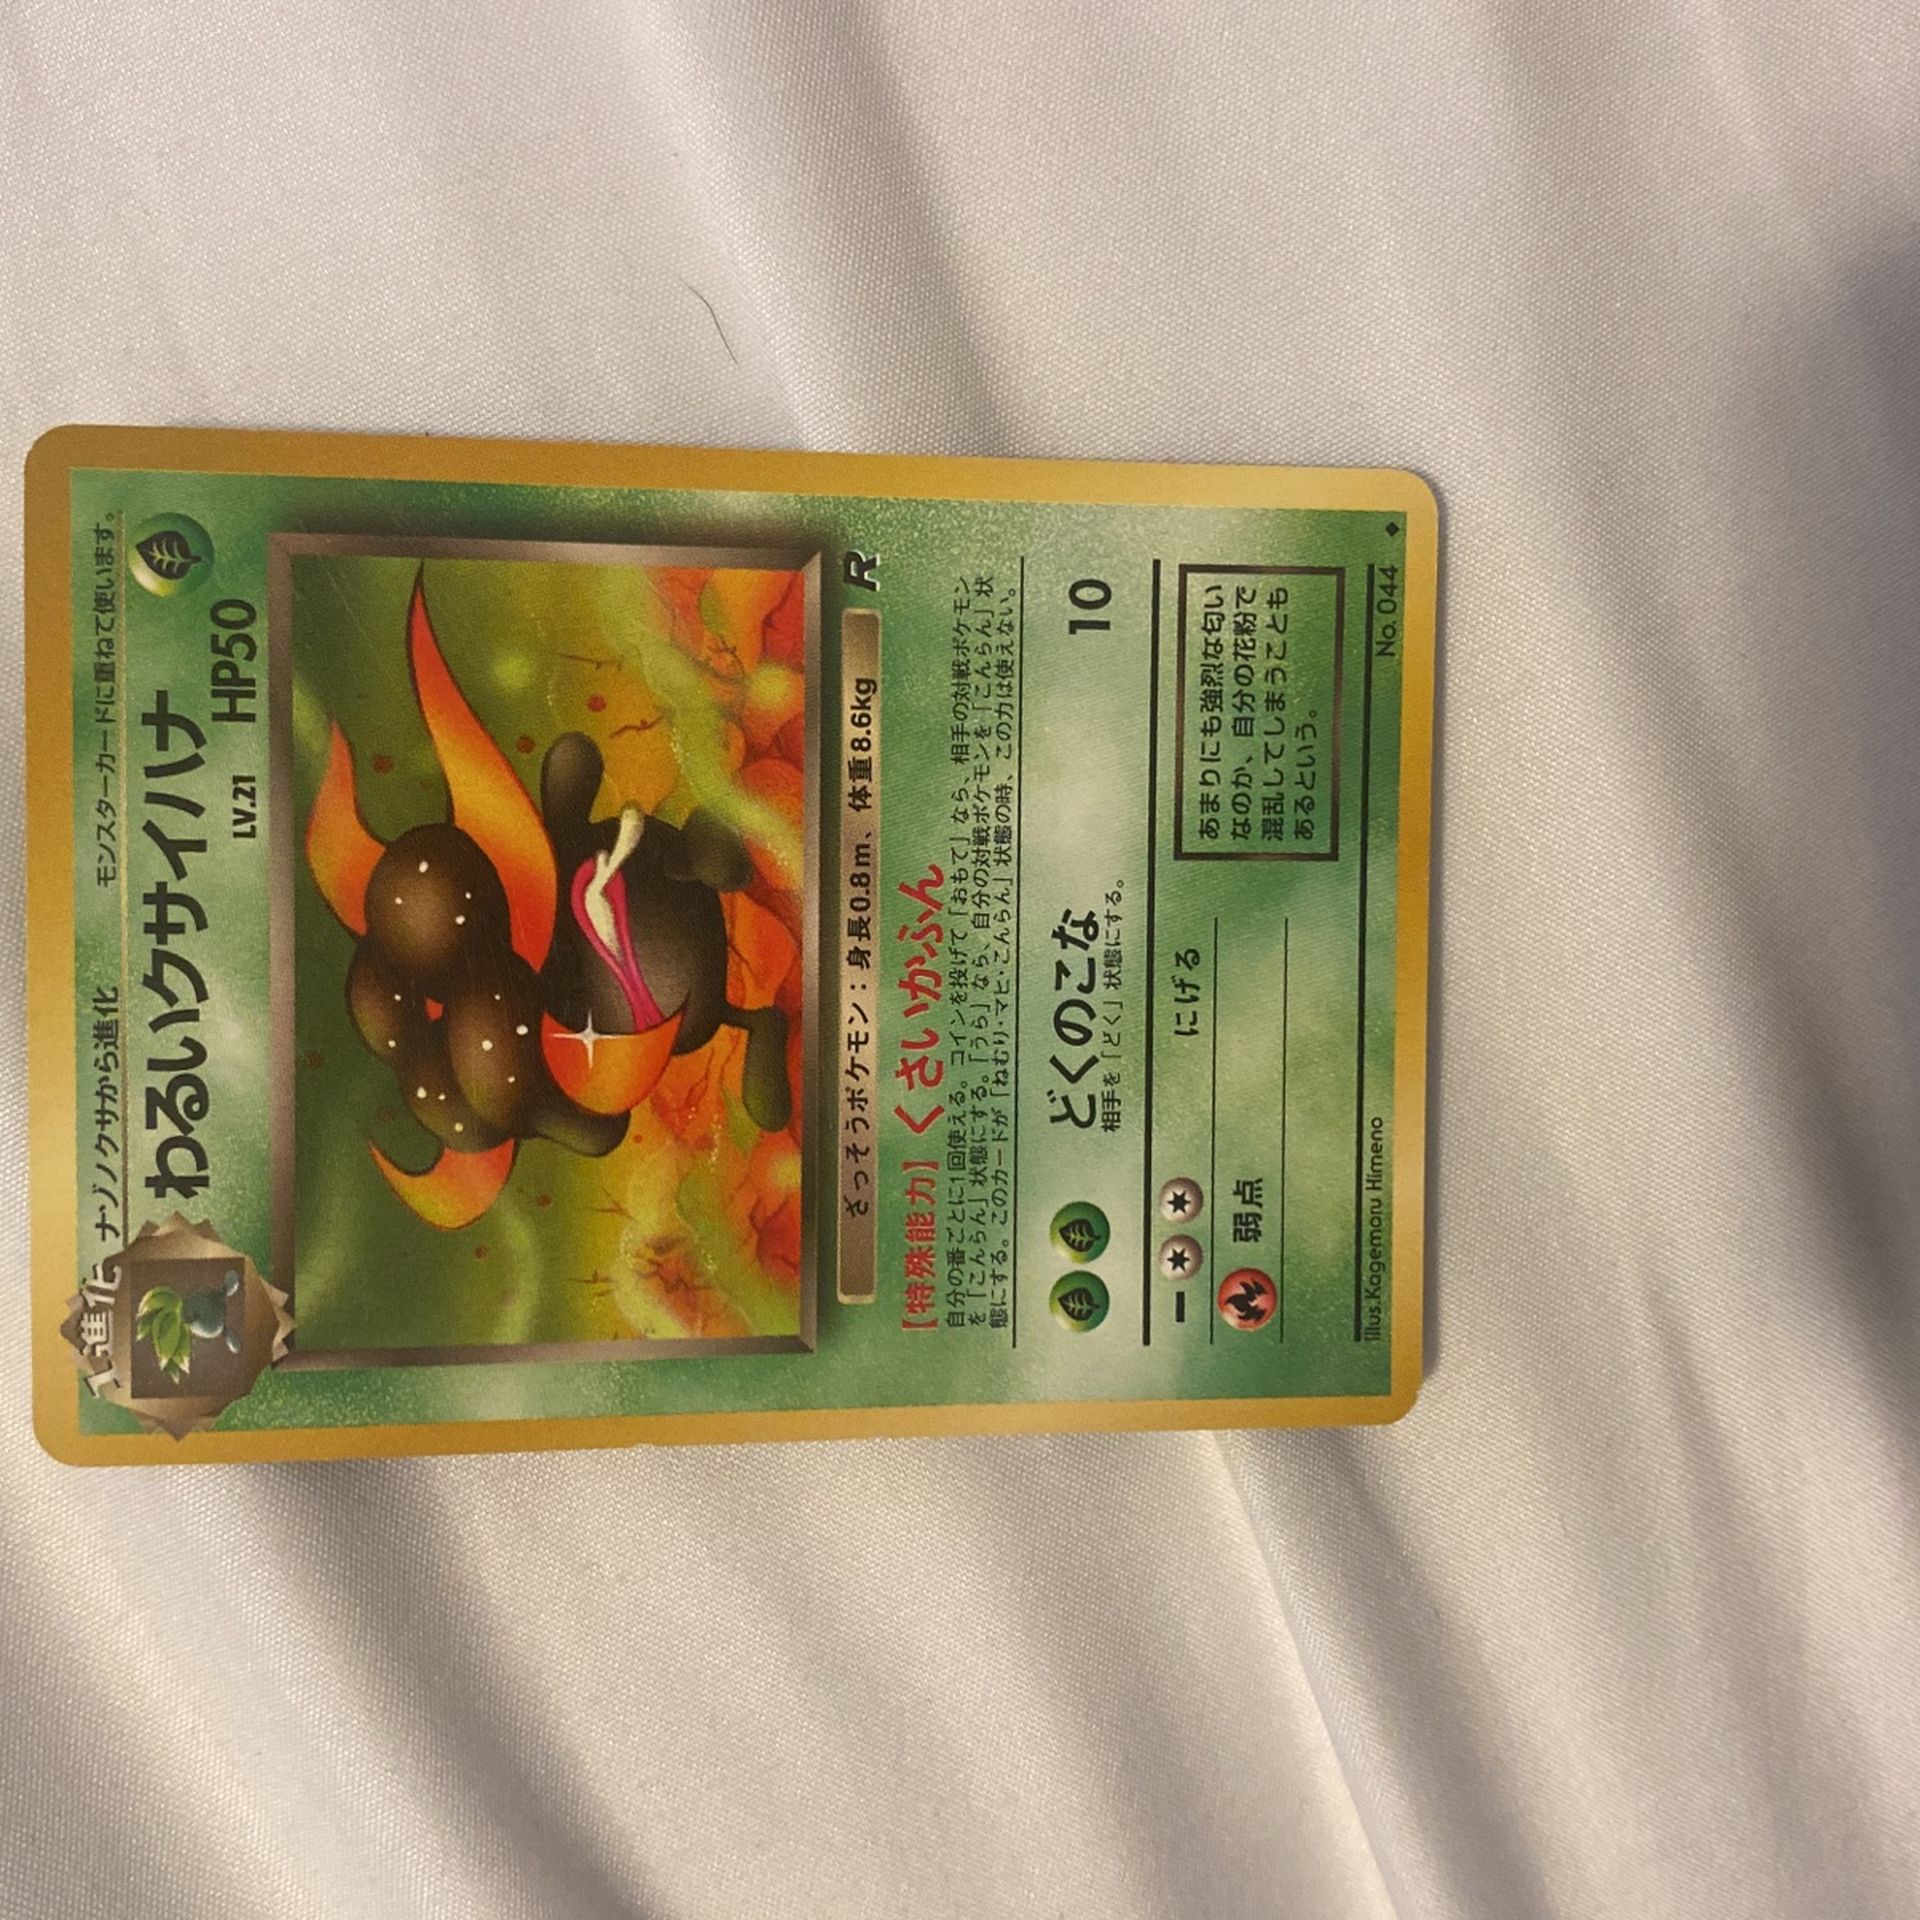 1進化 ナゾノクサから進化 モンスターカードに重ねて使います。
わるいクサイハナ
LV.21 HP50
ざっそうポケモン：身長0.8m、体重8.6kg
R
【特殊能力】くさいかふん
自分の番ごとに1回使える。コインを投げて「おもて」なら、相手の対戦ポケモン
を「こんらん」状態にする。「うら」なら、自分の対戦ポケモンを「こんらん」状
態にする。このカードが「ねむり・マヒ・こんらん」状態の時、この力は使えない。
どくのこな 10
相手を「どく」状態にする。
ー にげる
弱点
あまりにも強烈な匂い
なのか、自分の花粉で
混乱してしまうことも
あるという。
Illus.Kagemaru Himeno No.044